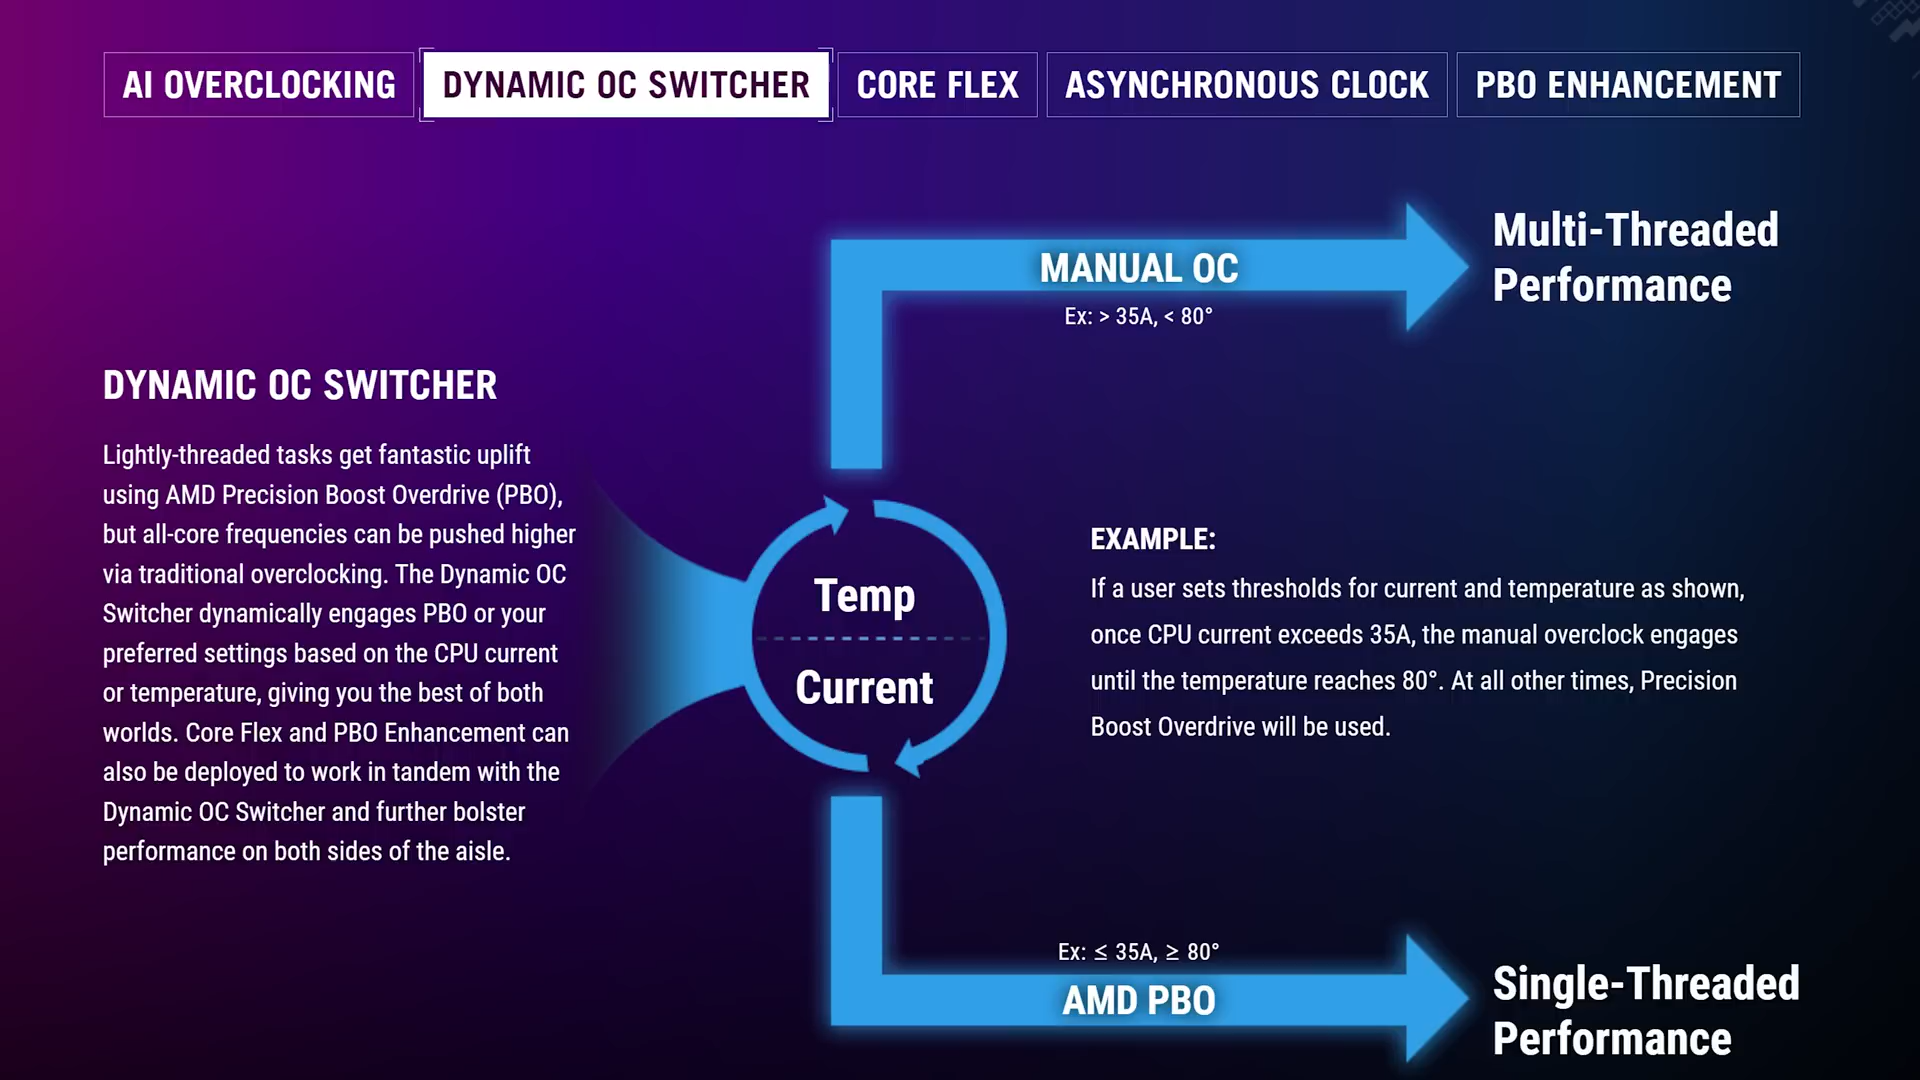 AI OVERCLOCKING
DYNAMIC OC SWITCHER
CORE FLEX
ASYNCHRONOUS CLOCK
PBO ENHANCEMENT
DYNAMIC OC SWITCHER
Lightly-threaded tasks get fantastic uplift
using AMD Precision Boost Overdrive (PBO),
but all-core frequencies can be pushed higher
via traditional overclocking. The Dynamic OC
Switcher dynamically engages PBO or your
preferred settings based on the CPU current
or temperature, giving you the best of both
worlds. Core Flex and PBO Enhancement can
also be deployed to work in tandem with the
Dynamic OC Switcher and further bolster
performance on both sides of the aisle.
MANUAL OC
Ex: > 35A, < 80°
Multi-Threaded
Performance
Temp
Current
EXAMPLE:
If a user sets thresholds for current and temperature as shown,
once CPU current exceeds 35A, the manual overclock engages
until the temperature reaches 80°. At all other times, Precision
Boost Overdrive will be used.
Ex: ≤ 35A, ≥ 80°
AMD PBO
Single-Threaded
Performance